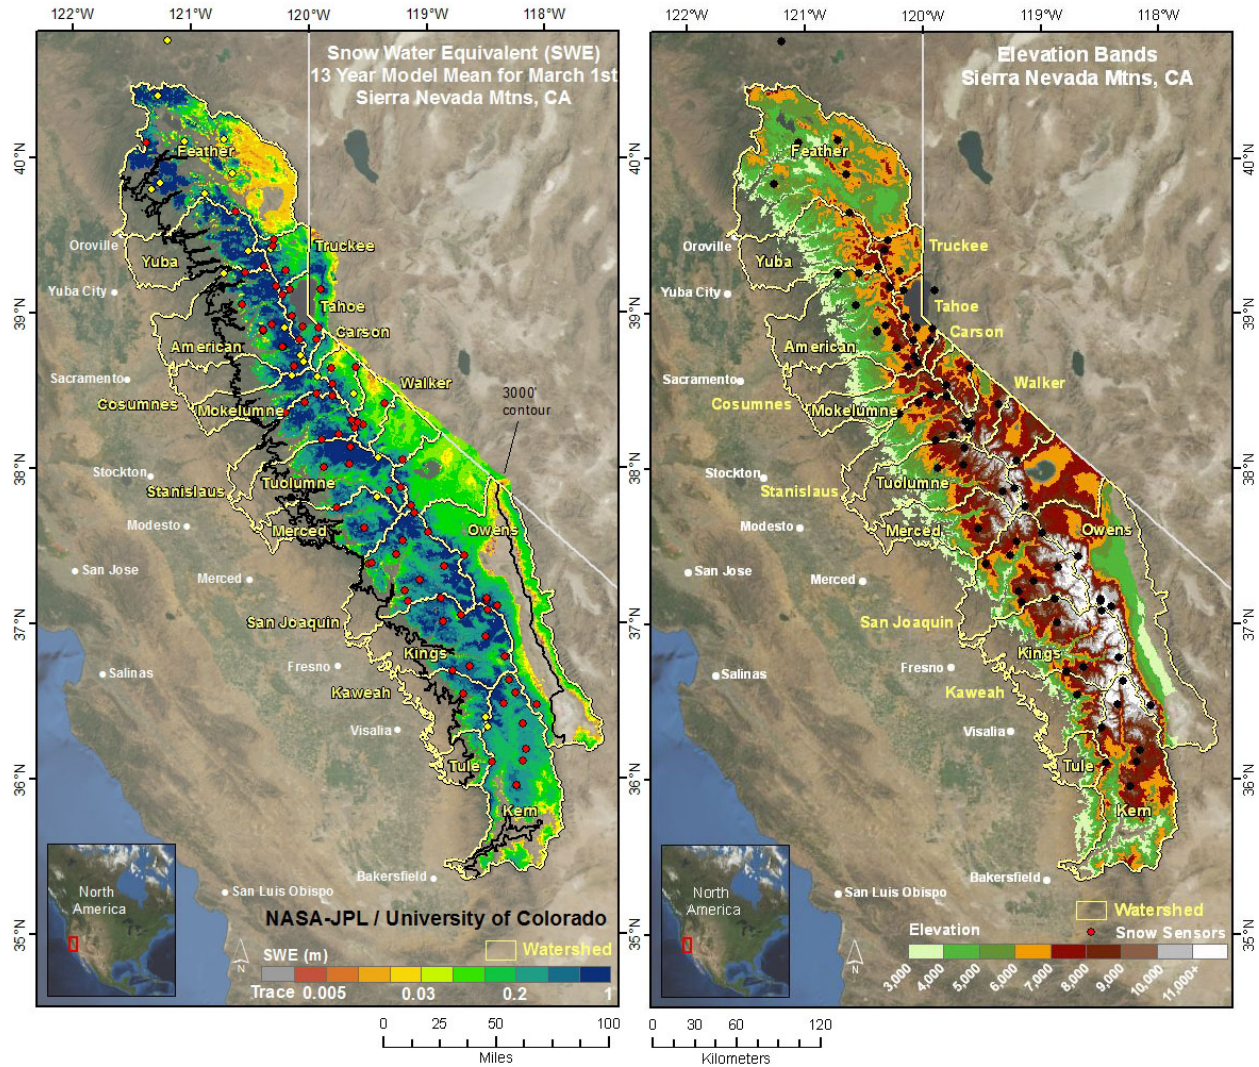 122°W 121°W 120°W 119°W 118°W
Snow Water Equivalent (SWE)
13 Year Model Mean for March 1st
Sierra Nevada Mtns, CA
40°N
39°N
38°N
37°N
36°N
35°N
Feather
Oroville
Truckee
Yuba
Yuba City
Tahoe
Carson
American
Sacramento
Walker
Cosumnes
Mokelumne
3000'
contour
Stockton
Tuolumne
Stanislaus
Modesto
Merced
Owens
San Jose
Merced
San Joaquin
Salinas
Fresno
Kings
Kaweah
Visalia
Tule
Kern
Bakersfield
San Luis Obispo
North
America
NASA-JPL / University of Colorado
N
SWE (m)
Watershed
Trace 0.005 0.03 0.2 1
0 25 50 100
Miles
122°W 121°W 120°W 119°W 118°W
Elevation Bands
Sierra Nevada Mtns, CA
40°N
39°N
38°N
37°N
36°N
35°N
Feather
Oroville
Truckee
Yuba
Yuba City
Tahoe
Carson
American
Sacramento
Walker
Cosumnes
Mokelumne
Stockton
Tuolumne
Stanislaus
Modesto
Merced
Owens
San Jose
Merced
San Joaquin
Salinas
Fresno
Kings
Kaweah
Visalia
Tule
Kern
Bakersfield
San Luis Obispo
North
America
N
Watershed
Elevation
Snow Sensors
3,000 4,000 5,000 6,000 7,000 8,000 9,000 10,000 11,000+
0 30 60 120
Kilometers